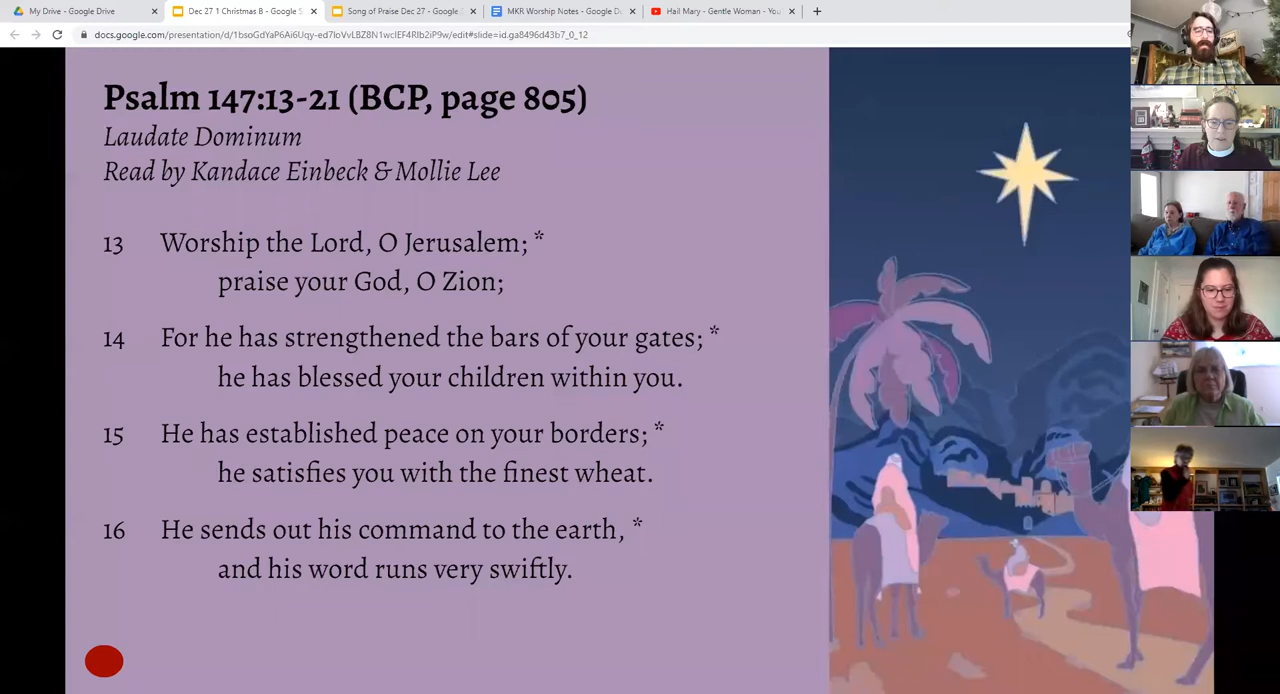 My Drive - Google Drive
Dec 27 1 Christmas B - Google S
Song of Praise Dec 27 - Google
MKR Worship Notes - Google D
Hail Mary - Gentle Woman - You
docs.google.com/presentation/d/1bsoGdYaP6Ai6Uqy-ed7IoVvLBZ8N1wcIEF4RIb2iP9w/edit#slide=id.ga8496d43b7_0_12
Psalm 147:13-21 (BCP, page 805)
Laudate Dominum
Read by Kandace Einbeck & Mollie Lee
13 Worship the Lord, O Jerusalem; *
praise your God, O Zion;
14 For he has strengthened the bars of your gates; *
he has blessed your children within you.
15 He has established peace on your borders; *
he satisfies you with the finest wheat.
16 He sends out his command to the earth, *
and his word runs very swiftly.